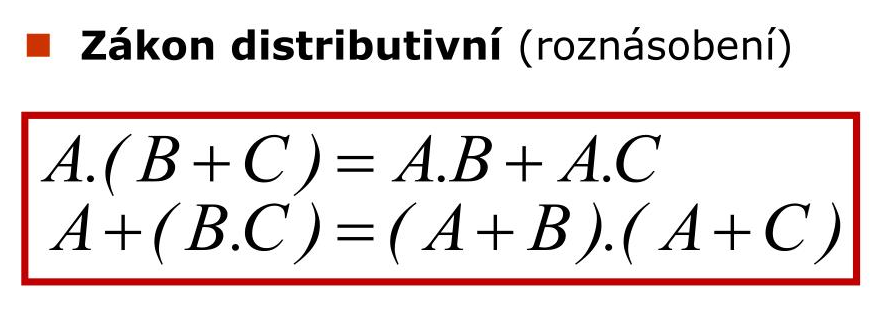 Zákon distributivní (roznásobení)
A.(B+C)=A.B+A.C
A+(B.C)=(A+B).(A+C)